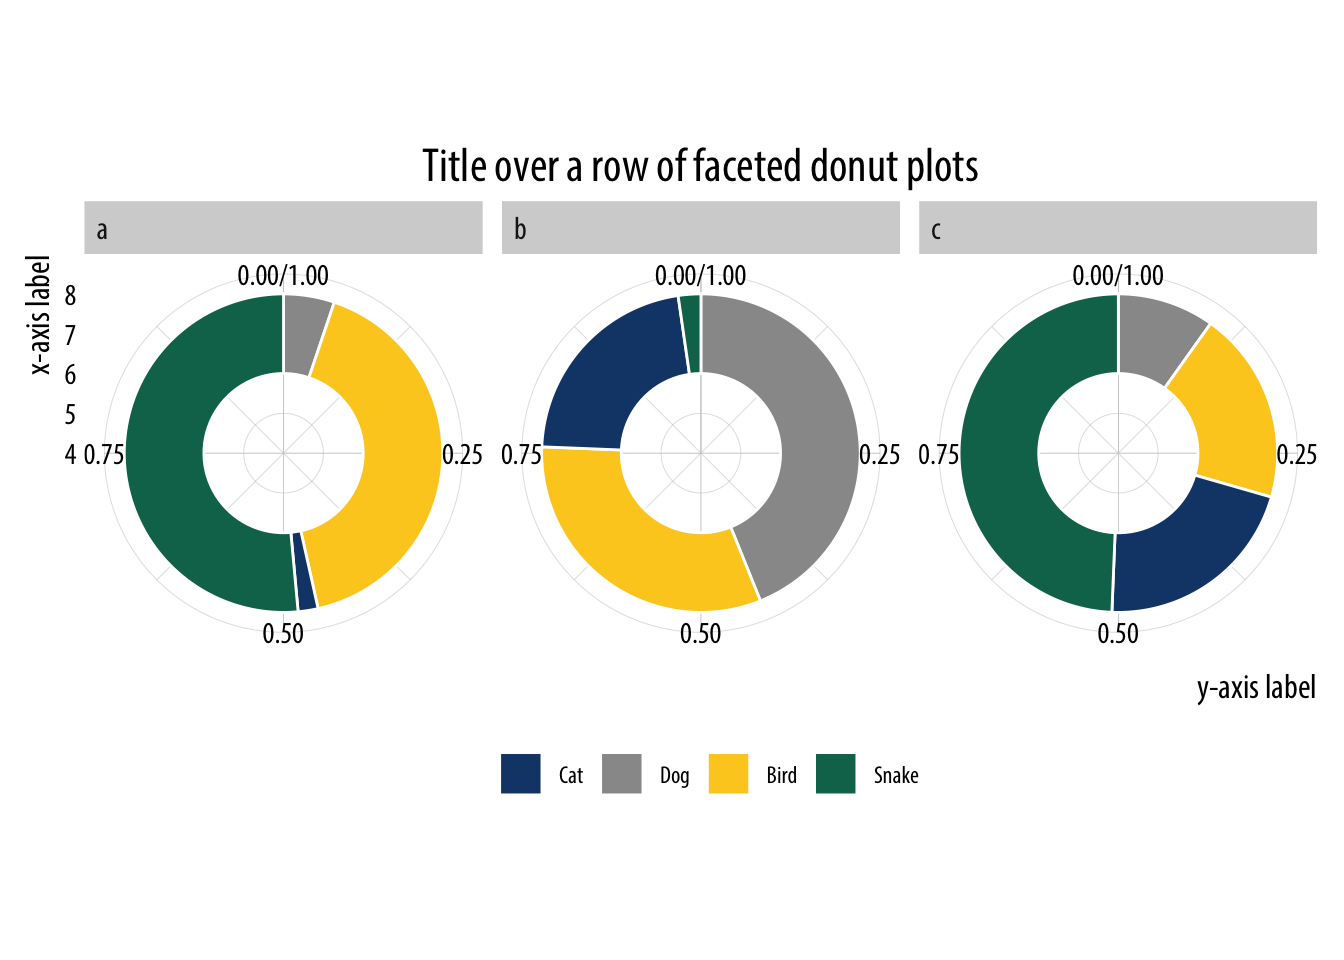 Title over a row of faceted donut plots
a
b
c
x-axis label
8
7
6
5
4
0.00/1.00
0.25
0.50
0.75
0.00/1.00
0.25
0.50
0.75
0.00/1.00
0.25
0.50
0.75
y-axis label
Cat
Dog
Bird
Snake